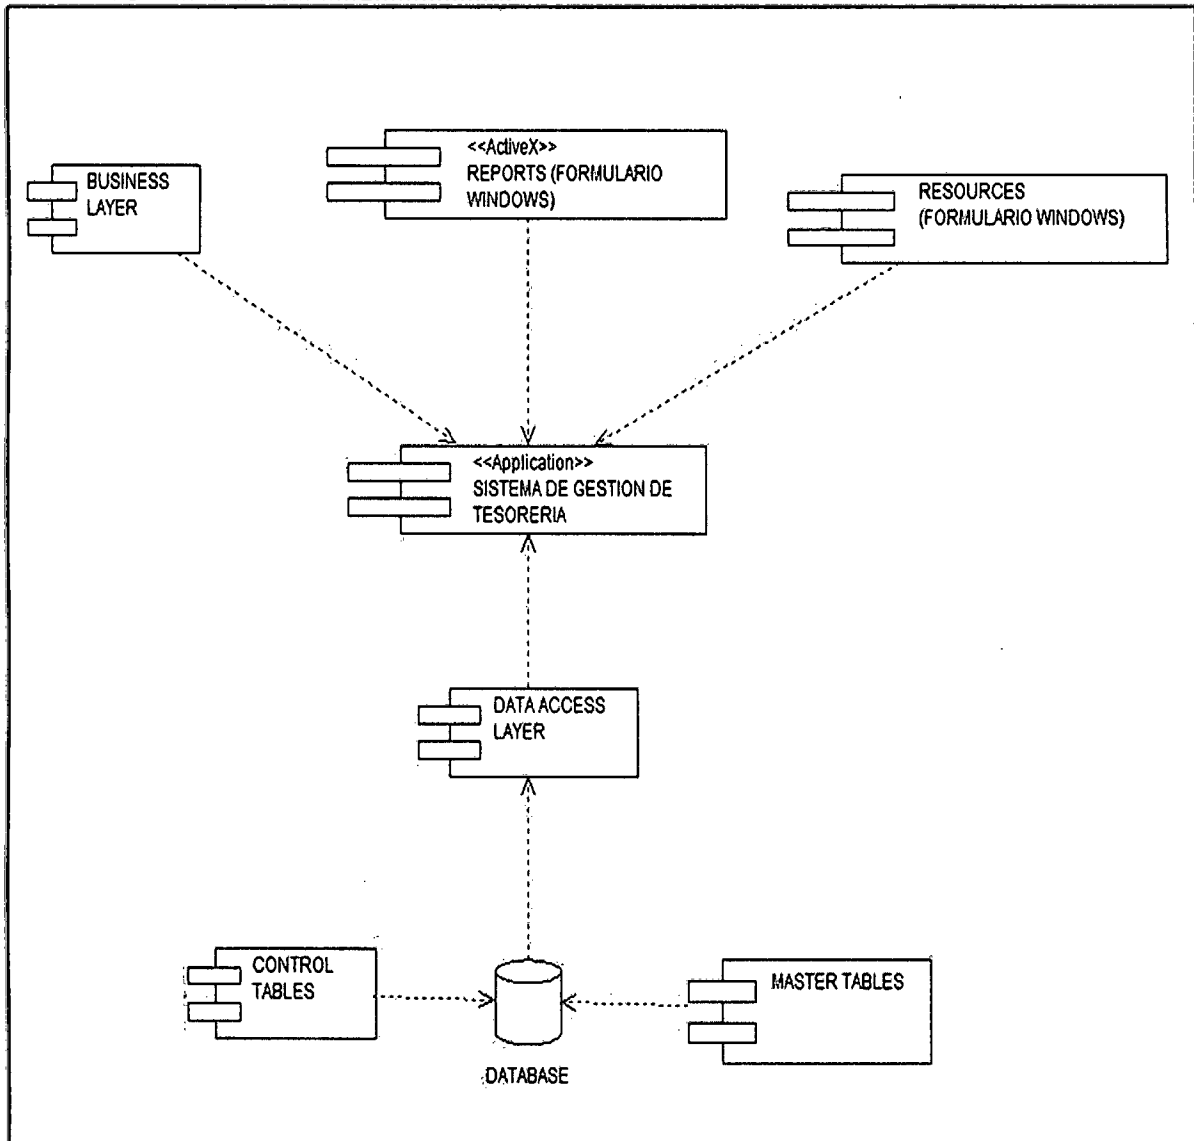 BUSINESS
LAYER
<<ActiveX>>
REPORTS (FORMULARIO
WINDOWS)
RESOURCES
(FORMULARIO WINDOWS)
<<Application>>
SISTEMA DE GESTION DE
TESORERIA
DATA ACCESS
LAYER
CONTROL
TABLES
MASTER TABLES
DATABASE